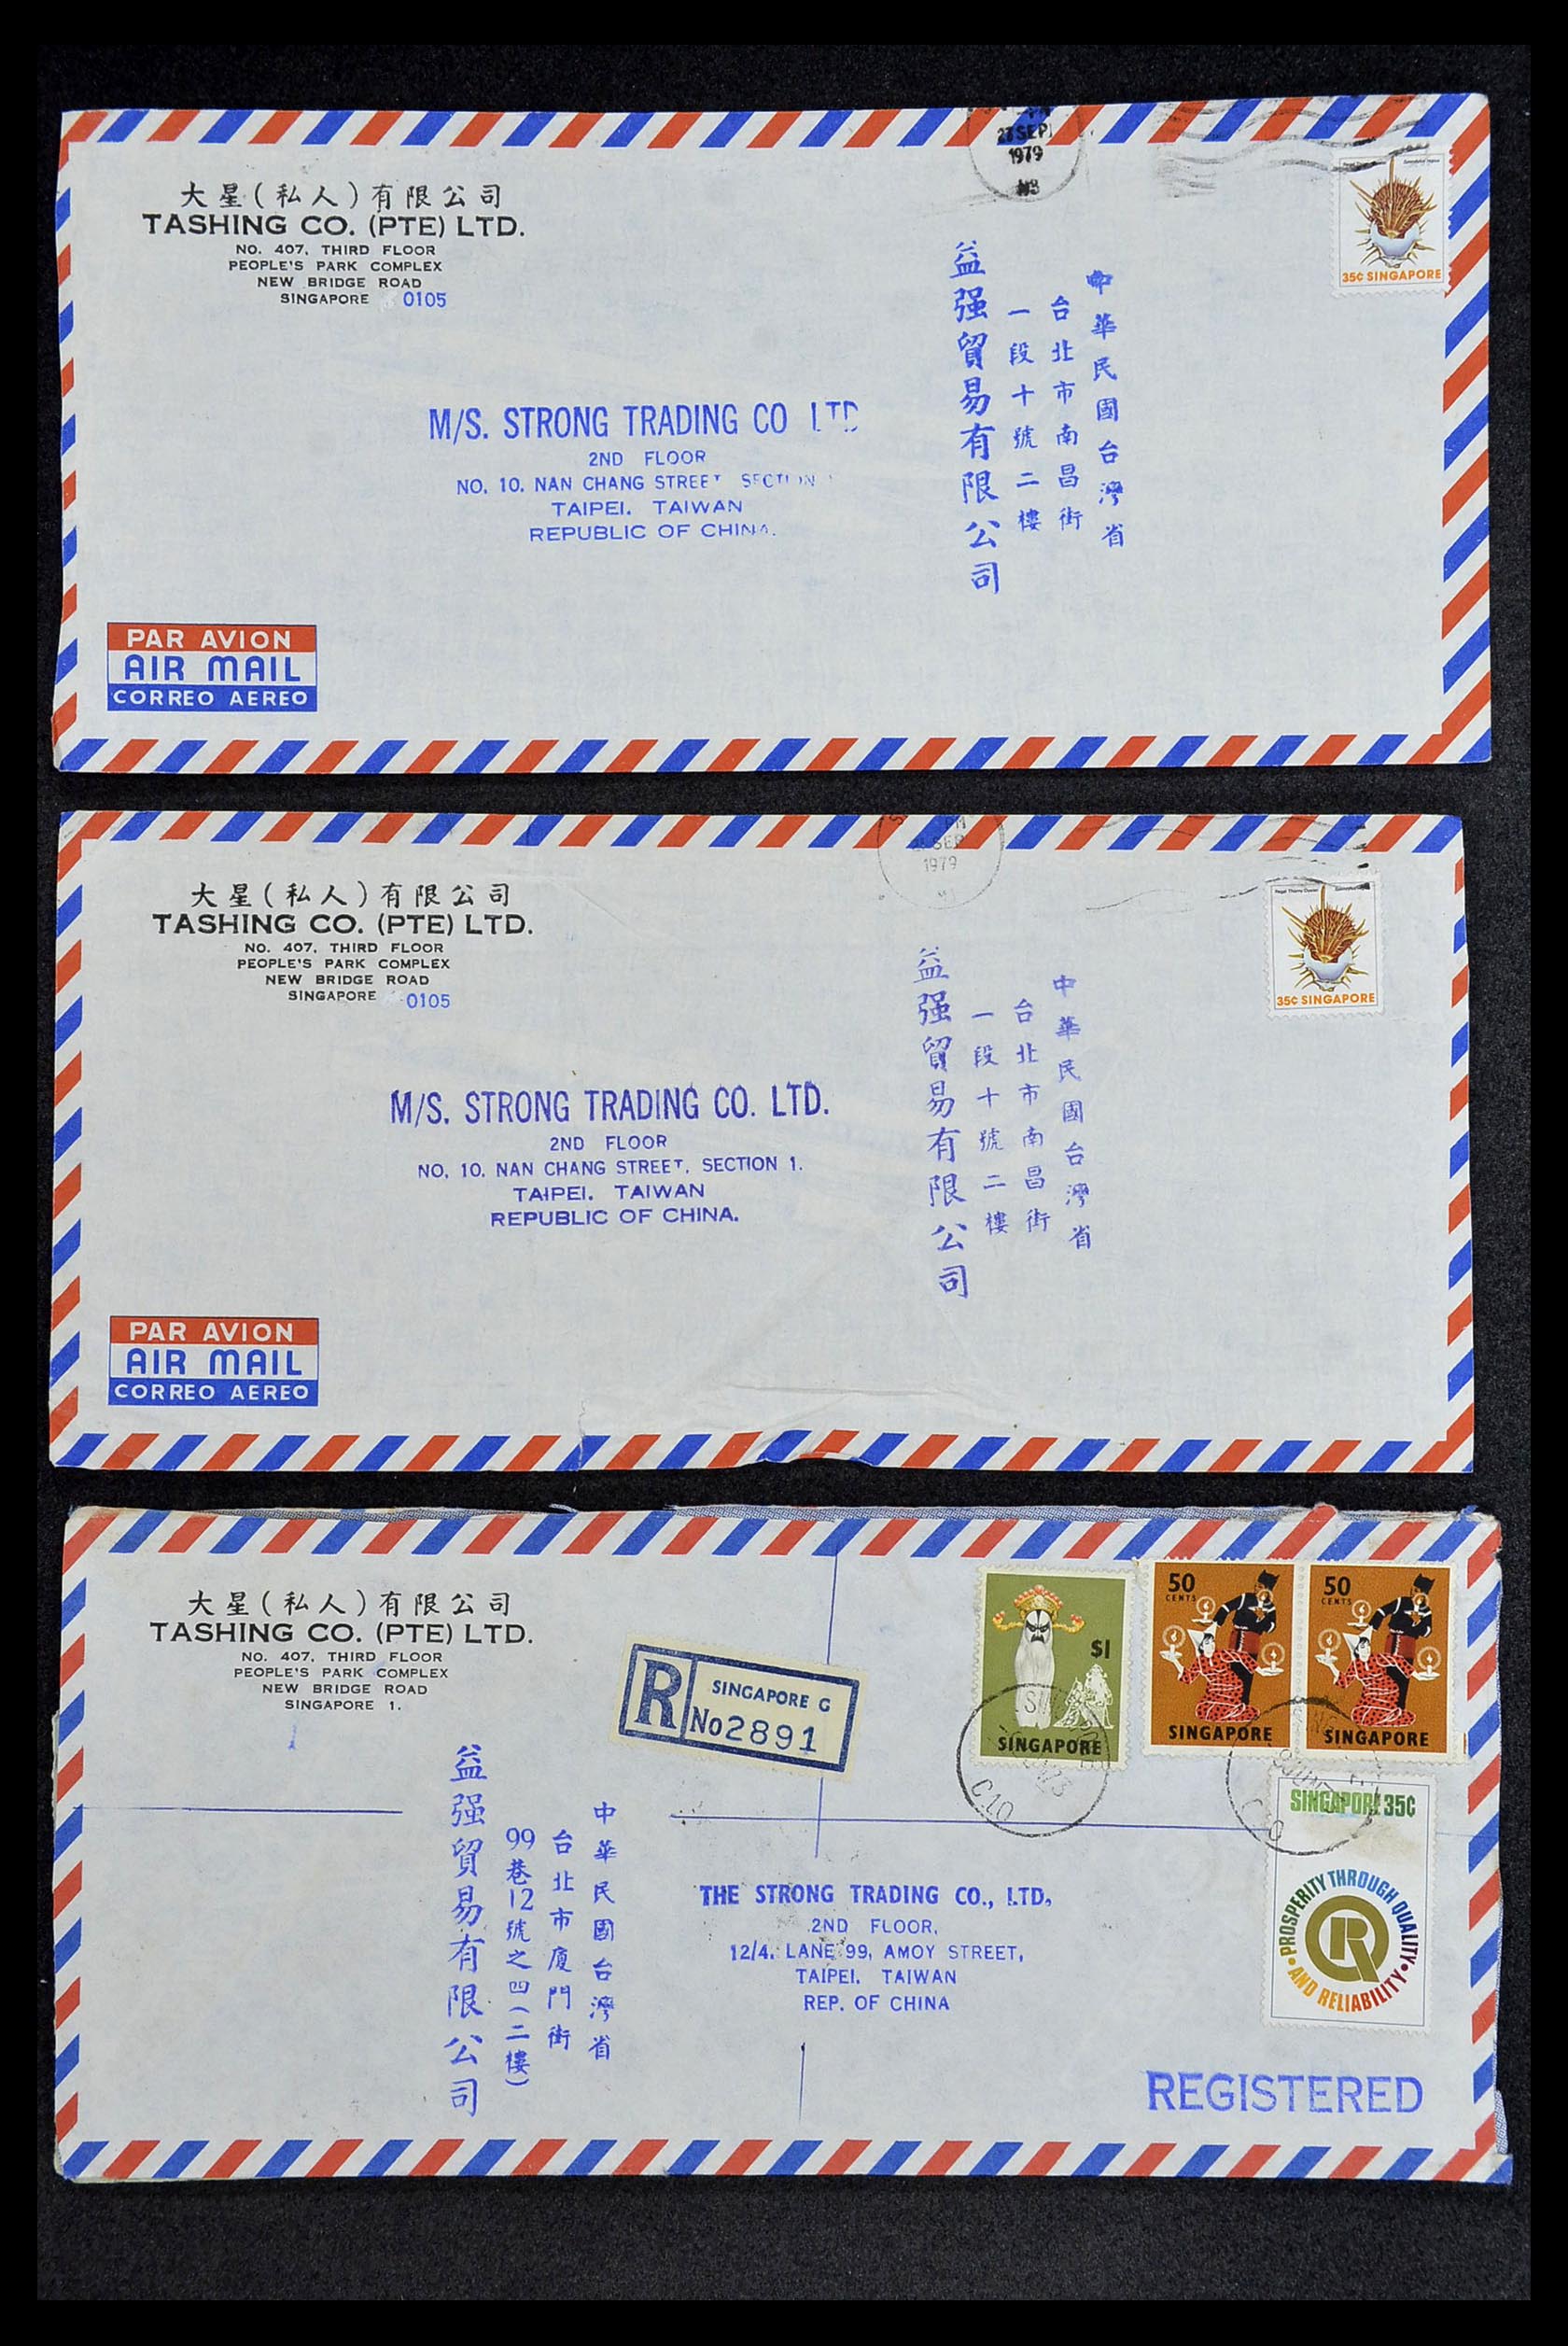 大星(私人)有限公司
TASHING CO. (PTE) LTD.
NO. 407, THIRD FLOOR
PEOPLE'S PARK COMPLEX
NEW BRIDGE ROAD
SINGAPORE 0105
23 SEP
1979
35C SINGAPORE
中華民國台灣省
台北市南昌街
一段十號二樓
益强貿易有限公司
M/S. STRONG TRADING CO LTD
2ND FLOOR
NO. 10. NAN CHANG STREET SECTION
TAIPEI. TAIWAN
REPUBLIC OF CHINA.
PAR AVION
AIR MAIL
CORREO AEREO
大星(私人)有限公司
TASHING CO. (PTE) LTD.
NO. 407, THIRD FLOOR
PEOPLE'S PARK COMPLEX
NEW BRIDGE ROAD
SINGAPORE 0105
PM
SEP
1979
35C SINGAPORE
中華民國台灣省
台北市南昌街
一段十號二樓
益强貿易有限公司
M/S. STRONG TRADING CO. LTD.
2ND FLOOR
NO. 10. NAN CHANG STREET, SECTION 1.
TAIPEI. TAIWAN
REPUBLIC OF CHINA.
PAR AVION
AIR MAIL
CORREO AEREO
大星(私人)有限公司
TASHING CO. (PTE) LTD.
NO. 407, THIRD FLOOR
PEOPLE'S PARK COMPLEX
NEW BRIDGE ROAD
SINGAPORE 1.
R SINGAPORE G
No 2891
$1
SINGAPORE
50
CENTS
SINGAPORE
50
CENTS
SINGAPORE
C10
SINGAPORE 35C
PROSPERITY THROUGH QUALITY
AND RELIABILITY
中華民國台灣省
台北市廈門街
99巷12號之四(二樓)
益强貿易有限公司
THE STRONG TRADING CO., LTD,
2ND FLOOR,
12/4. LANE 99, AMOY STREET,
TAIPEI. TAIWAN
REP. OF CHINA
REGISTERED